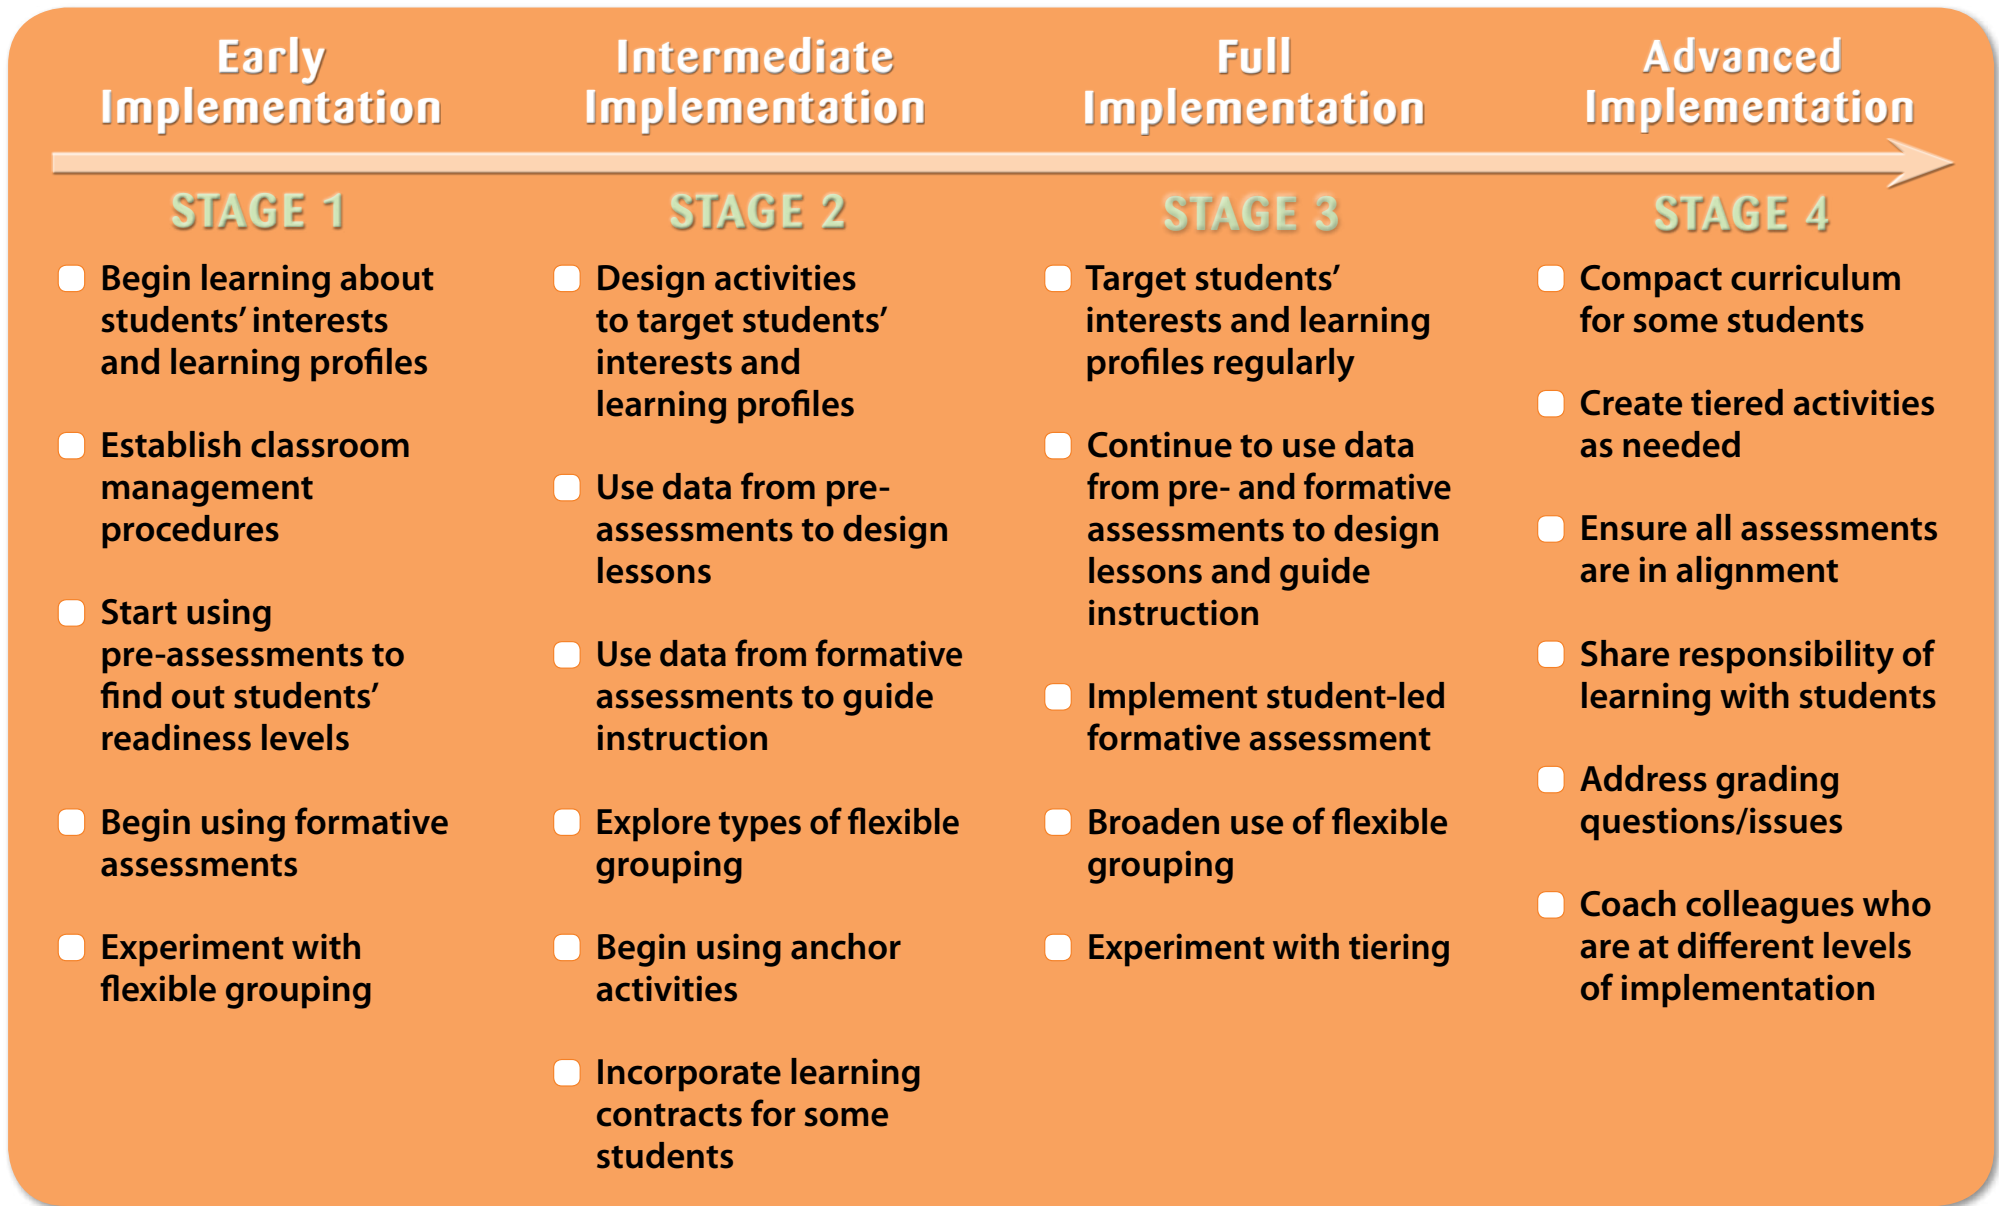 Early
Implementation
Intermediate
Implementation
Full
Implementation
Advanced
Implementation
STAGE 1
Begin learning about
students’ interests
and learning profiles
Establish classroom
management
procedures
Start using
pre-assessments to
find out students’
readiness levels
Begin using formative
assessments
Experiment with
flexible grouping
STAGE 2
Design activities
to target students’
interests and
learning profiles
Use data from pre-
assessments to design
lessons
Use data from formative
assessments to guide
instruction
Explore types of flexible
grouping
Begin using anchor
activities
Incorporate learning
contracts for some
students
STAGE 3
Target students’
interests and learning
profiles regularly
Continue to use data
from pre- and formative
assessments to design
lessons and guide
instruction
Implement student-led
formative assessment
Broaden use of flexible
grouping
Experiment with tiering
STAGE 4
Compact curriculum
for some students
Create tiered activities
as needed
Ensure all assessments
are in alignment
Share responsibility of
learning with students
Address grading
questions/issues
Coach colleagues who
are at different levels
of implementation